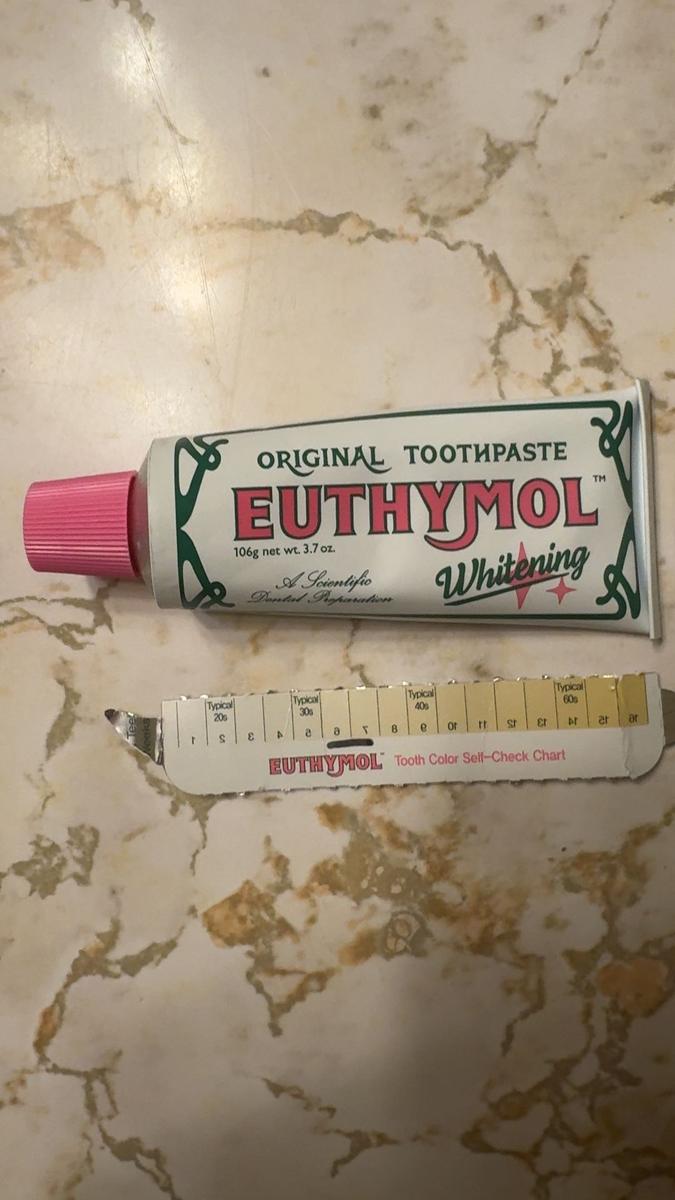 ORIGINAL TOOTHPASTE
EUTHYMOL™
106g net wt. 3.7 oz.
Whitening
A Scientific
Dental Preparation
Typical 20s
Typical 30s
Typical 40s
Typical 60s
1 2 3 4 5 6 7 8 9 10 11 12 13 14 15 16
EUTHYMOL™ Tooth Color Self-Check Chart